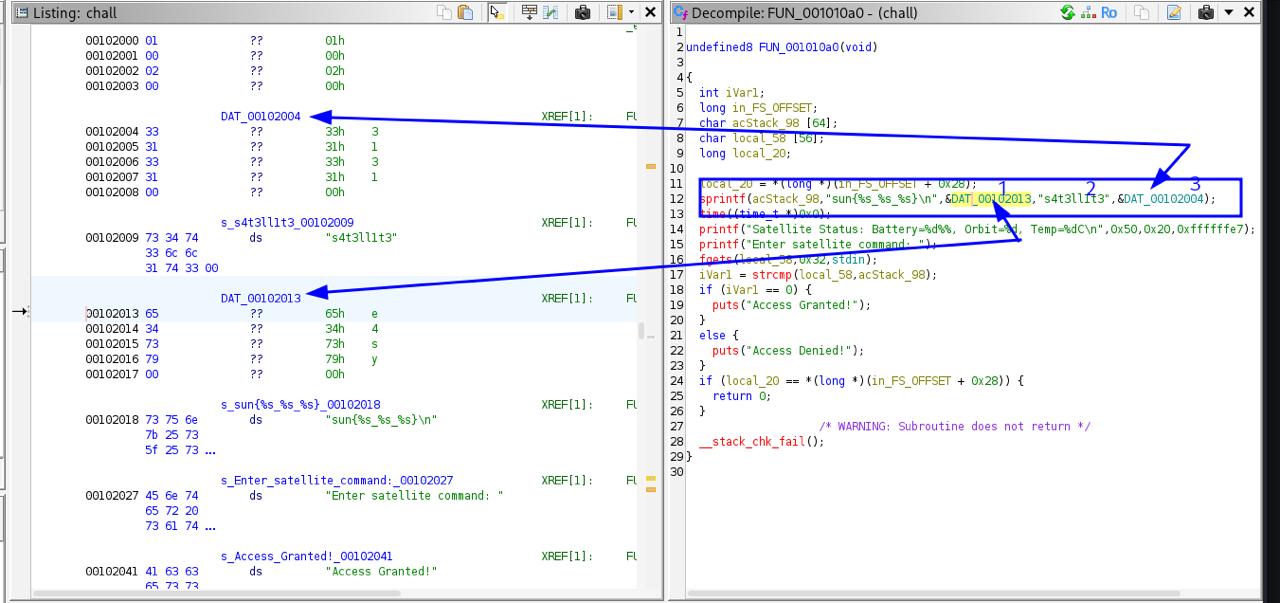 Listing: chall
00102000 01 ?? 01h
00102001 00 ?? 00h
00102002 02 ?? 02h
00102003 00 ?? 00h
DAT_00102004 XREF[1]: FU
00102004 33 ?? 33h 3
00102005 31 ?? 31h 1
00102006 33 ?? 33h 3
00102007 31 ?? 31h 1
00102008 00 ?? 00h
s_s4t3ll1t3_00102009 XREF[1]: FU
00102009 73 34 74 ds "s4t3ll1t3"
33 6c 6c
31 74 33 00
DAT_00102013 XREF[1]: FU
00102013 65 ?? 65h e
00102014 34 ?? 34h 4
00102015 73 ?? 73h s
00102016 79 ?? 79h y
00102017 00 ?? 00h
s_sun{%s_%s_%s}_00102018 XREF[1]: FU
00102018 73 75 6e ds "sun{%s_%s_%s}\n"
7b 25 73
5f 25 73 ...
s_Enter_satellite_command:_00102027 XREF[1]: FU
00102027 45 6e 74 ds "Enter satellite command: "
65 72 20
73 61 74 ...
s_Access_Granted!_00102041 XREF[1]: FU
00102041 41 63 63 ds "Access Granted!"
65 73 73
Decompile: FUN_001010a0 - (chall)
Ro
1
2 undefined8 FUN_001010a0(void)
3
4 {
5 int iVar1;
6 long in_FS_OFFSET;
7 char acStack_98 [64];
8 char local_58 [56];
9 long local_20;
10
11 local_20 = *(long *)(in_FS_OFFSET + 0x28);
1 2 3
12 sprintf(acStack_98,"sun{%s_%s_%s}\n",&DAT_00102013,"s4t3ll1t3",&DAT_00102004);
13 time((time_t *)0x0);
14 printf("Satellite Status: Battery=%d%%, Orbit=%d, Temp=%dC\n",0x50,0x20,0xffffffe7);
15 printf("Enter satellite command: ");
16 fgets(local_58,0x32,stdin);
17 iVar1 = strcmp(local_58,acStack_98);
18 if (iVar1 == 0) {
19 puts("Access Granted!");
20 }
21 else {
22 puts("Access Denied!");
23 }
24 if (local_20 == *(long *)(in_FS_OFFSET + 0x28)) {
25 return 0;
26 }
27 /* WARNING: Subroutine does not return */
28 __stack_chk_fail();
29 }
30